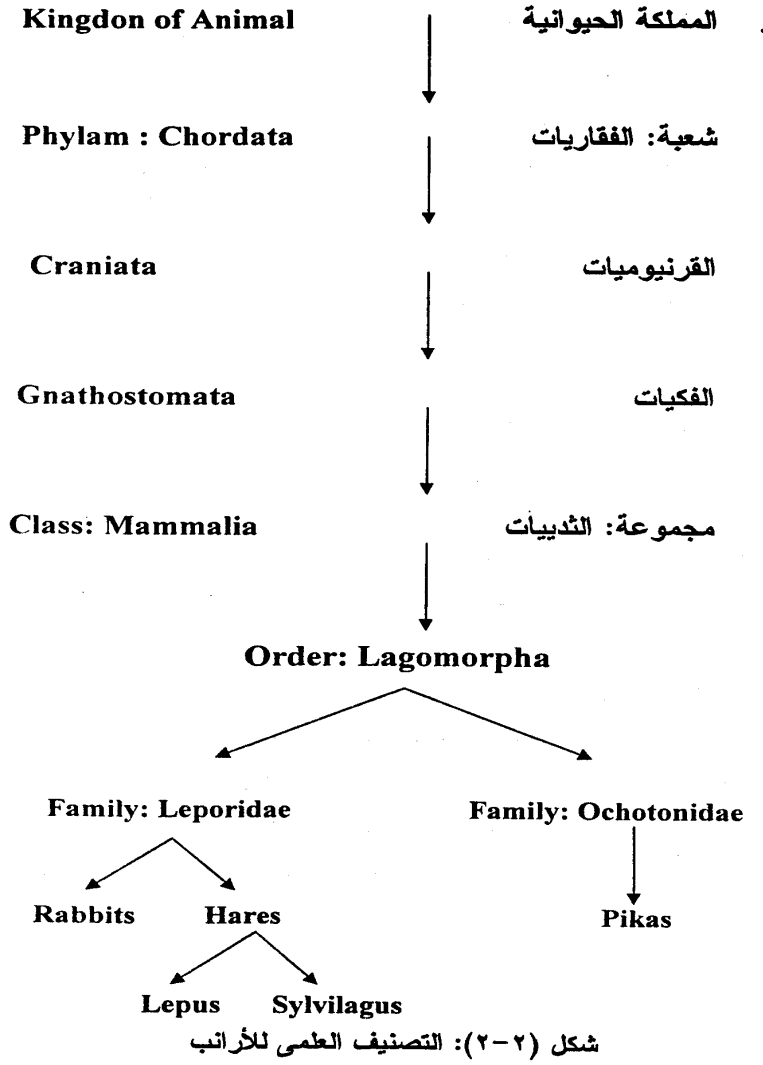 Kingdon of Animal المملكة الحيوانية
Phylam : Chordata شعبة: الفقاريات
Craniata القرنيوميات
Gnathostomata الفكيات
Class: Mammalia مجموعة: الثدييات
Order: Lagomorpha
Family: Leporidae Family: Ochotonidae
Rabbits Hares Pikas
Lepus Sylvilagus
شكل (٢-٢): التصنيف العلمى للأرانب